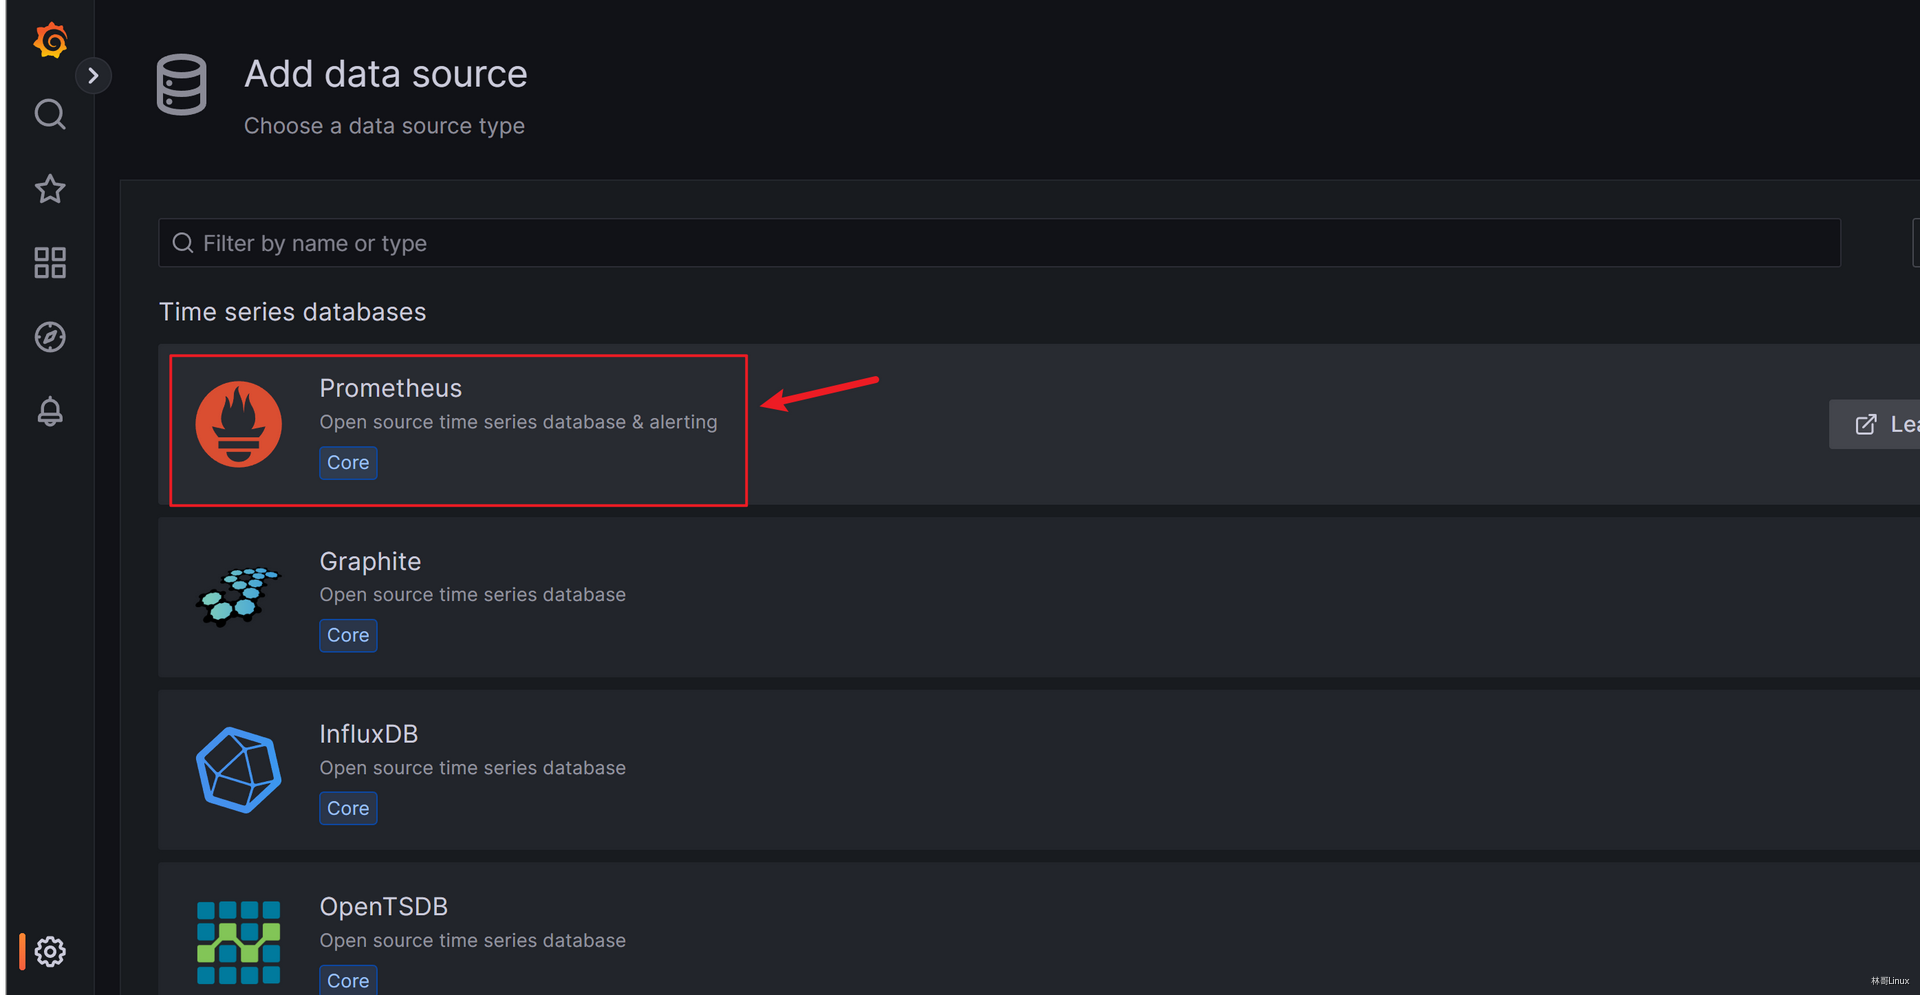 Add data source
Choose a data source type
Filter by name or type
Time series databases
Prometheus
Open source time series database & alerting
Core
Lea
Graphite
Open source time series database
Core
InfluxDB
Open source time series database
Core
OpenTSDB
Open source time series database
Core
林哥Linux